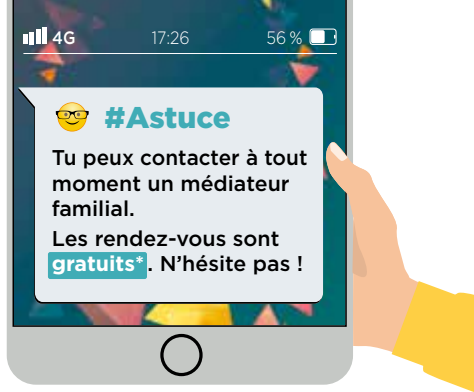 4G 17:26 56 %
#Astuce
Tu peux contacter à tout
moment un médiateur
familial.
Les rendez-vous sont
gratuits*. N'hésite pas !